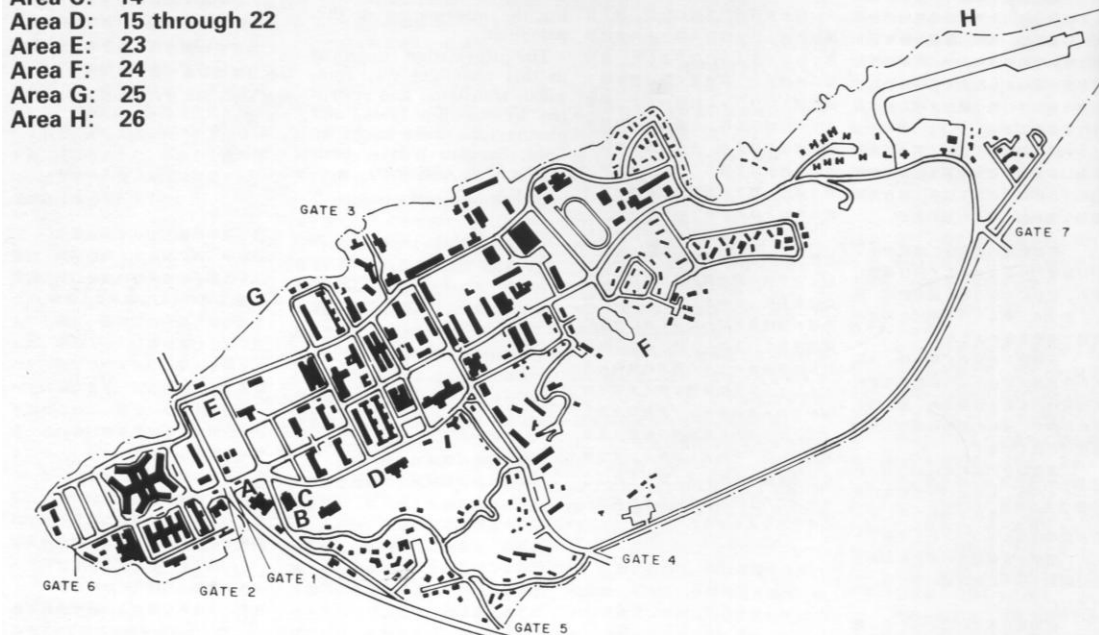 Area D: 15 through 22
Area E: 23
Area F: 24
Area G: 25
Area H: 26
H
GATE 3
GATE 7
G
F
E
A
C
D
B
GATE 6
GATE 2
GATE 1
GATE 4
GATE 5